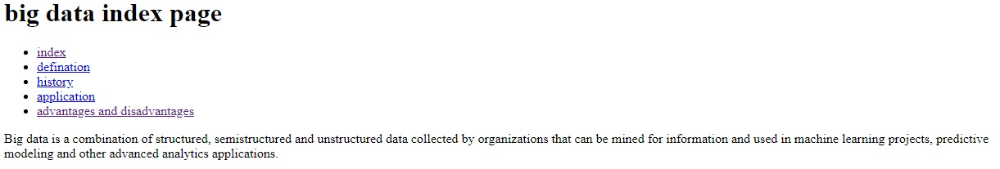 big data index page
index
defination
history
application
advantages and disadvantages
Big data is a combination of structured, semistructured and unstructured data collected by organizations that can be mined for information and used in machine learning projects, predictive
modeling and other advanced analytics applications.